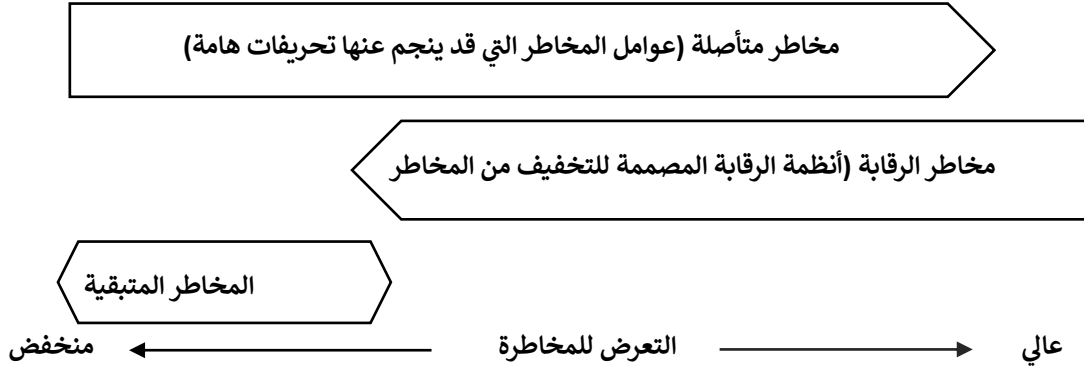 مخاطر متأصلة (عوامل المخاطر التي قد ينجم عنها تحريفات هامة)
مخاطر الرقابة (أنظمة الرقابة المصممة للتخفيف من المخاطر
المخاطر المتبقية
عالي التعرض للمخاطرة منخفض